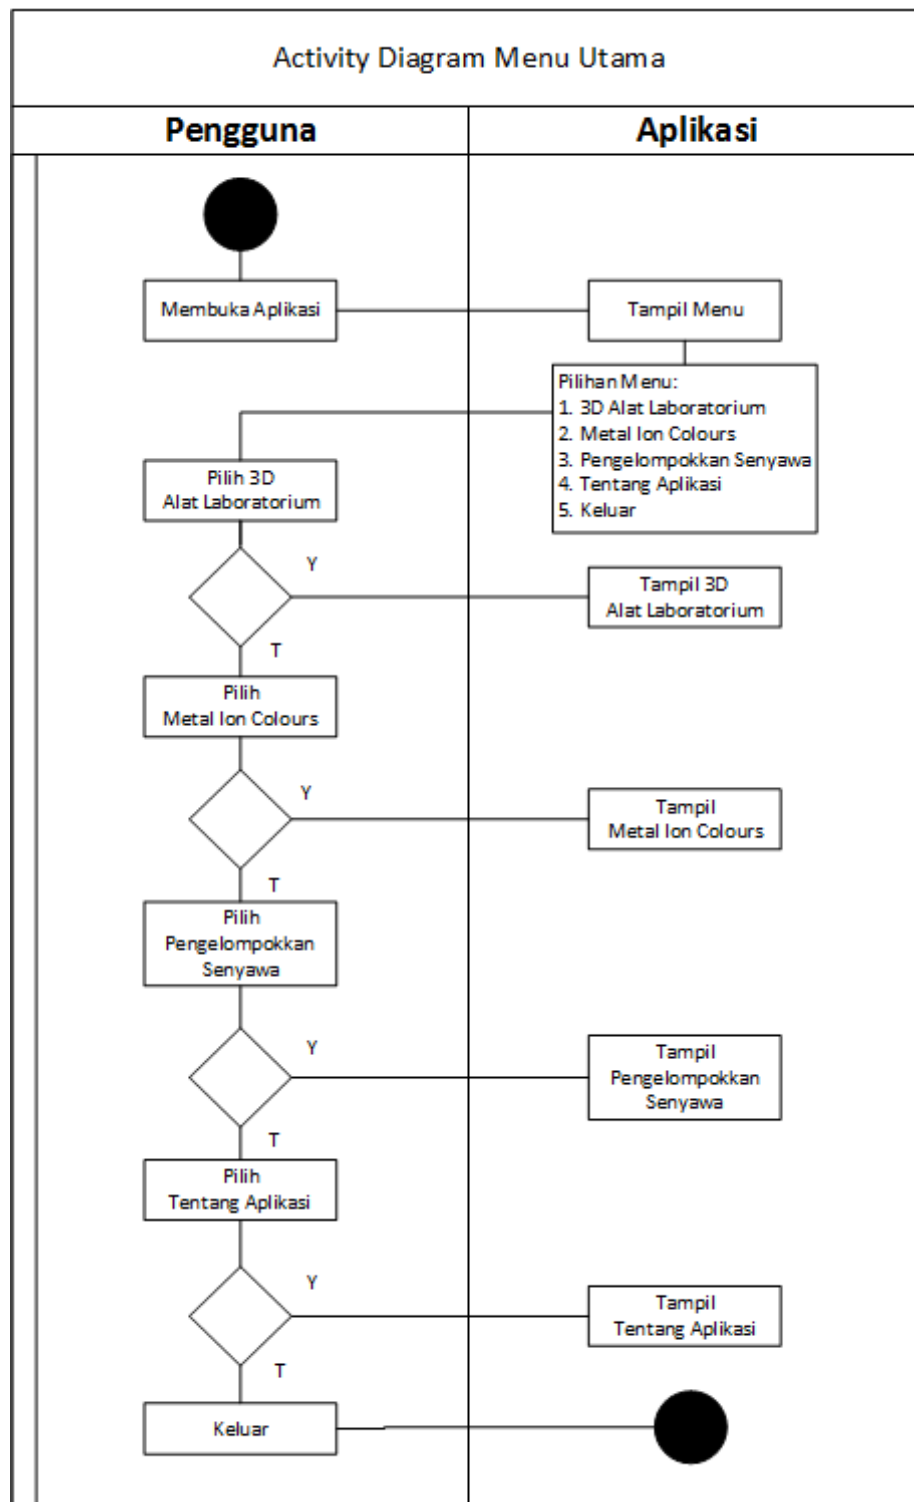 Activity Diagram Menu Utama
Pengguna
Aplikasi
Membuka Aplikasi
Tampil Menu
Pilihan Menu:
1. 3D Alat Laboratorium
2. Metal Ion Colours
3. Pengelompokkan Senyawa
4. Tentang Aplikasi
5. Keluar
Pilih 3D
Alat Laboratorium
Y
Tampil 3D
Alat Laboratorium
T
Pilih
Metal Ion Colours
Y
Tampil
Metal Ion Colours
T
Pilih
Pengelompokkan
Senyawa
Y
Tampil
Pengelompokkan
Senyawa
T
Pilih
Tentang Aplikasi
Y
Tampil
Tentang Aplikasi
T
Keluar